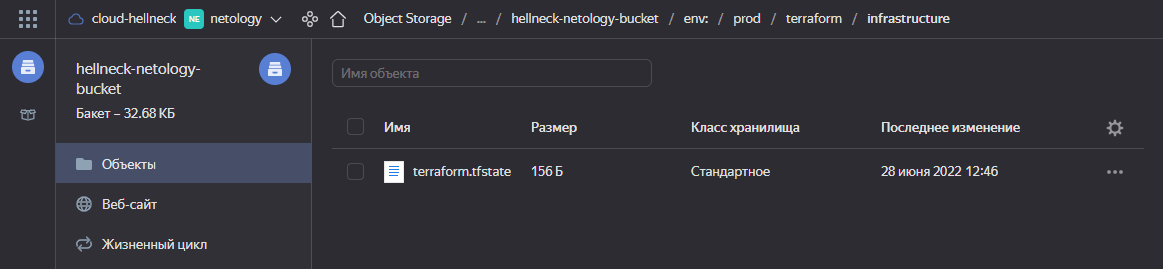 cloud-hellneck NE netology Object Storage / ... / hellneck-netology-bucket / env: / prod / terraform / infrastructure
hellneck-netology-
bucket
Бакет – 32.68 КБ
Объекты
Веб-сайт
Жизненный цикл
Имя объекта
Имя Размер Класс хранилища Последнее изменение
terraform.tfstate 156 Б Стандартное 28 июня 2022 12:46